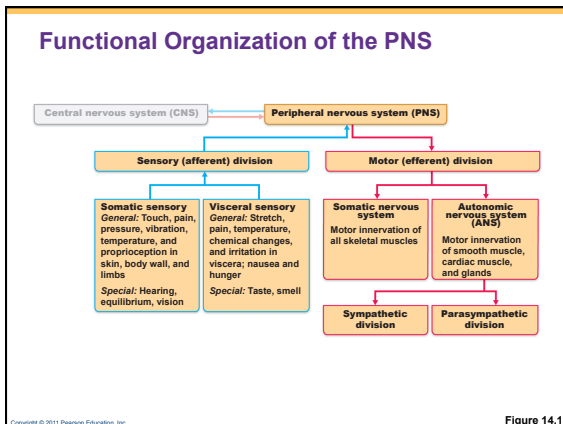 Functional Organization of the PNS
Central nervous system (CNS)
Peripheral nervous system (PNS)
Sensory (afferent) division
Motor (efferent) division
Somatic sensory
General: Touch, pain,
pressure, vibration,
temperature, and
proprioception in
skin, body wall, and
limbs
Special: Hearing,
equilibrium, vision
Visceral sensory
General: Stretch,
pain, temperature,
chemical changes,
and irritation in
viscera; nausea and
hunger
Special: Taste, smell
Somatic nervous
system
Motor innervation of
all skeletal muscles
Autonomic
nervous system
(ANS)
Motor innervation
of smooth muscle,
cardiac muscle,
and glands
Sympathetic
division
Parasympathetic
division
Copyright © 2011 Pearson Education, Inc.
Figure 14.1